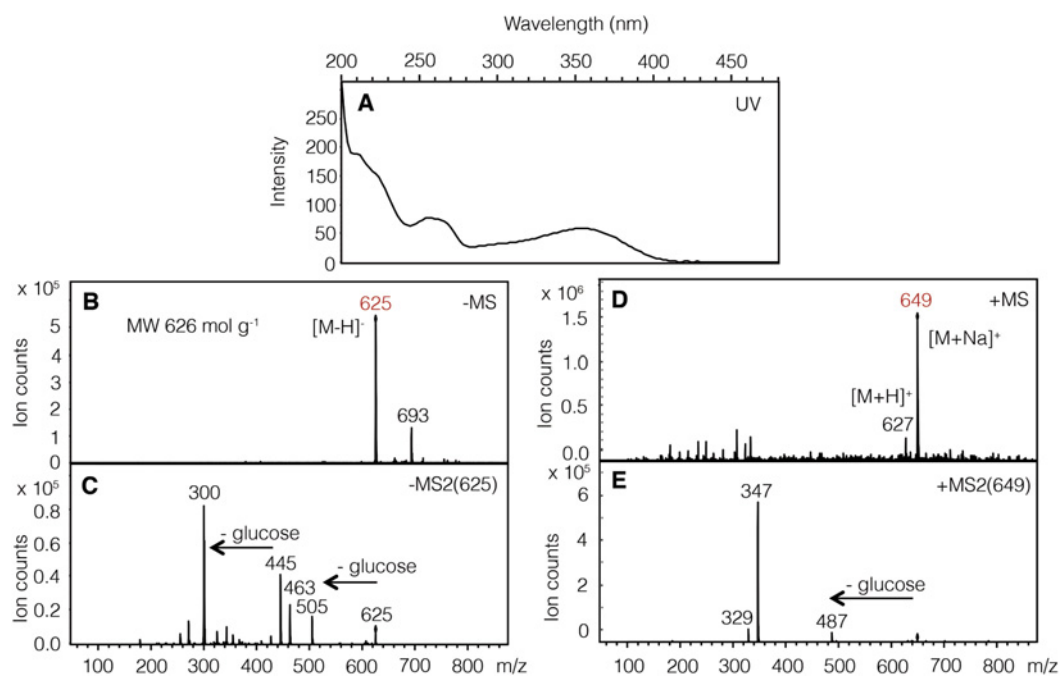 Wavelength (nm)
200 250 300 350 400 450
A UV
Intensity
250
200
150
100
50
0
x 10⁵
B 625 -MS
MW 626 mol g⁻¹ [M-H]⁻
Ion counts
5
4
3
2
1
0
693
x 10⁵
C 300 -MS2(625)
- glucose
445
- glucose
463
505
625
Ion counts
0.8
0.6
0.4
0.2
0.0
100 200 300 400 500 600 700 800 m/z
x 10⁶
D 649 +MS
[M+Na]⁺
[M+H]⁺
627
Ion counts
1.5
1.0
0.5
0.0
x 10⁵
E 347 +MS2(649)
- glucose
329 487
Ion counts
6
4
2
0
100 200 300 400 500 600 700 800 m/z